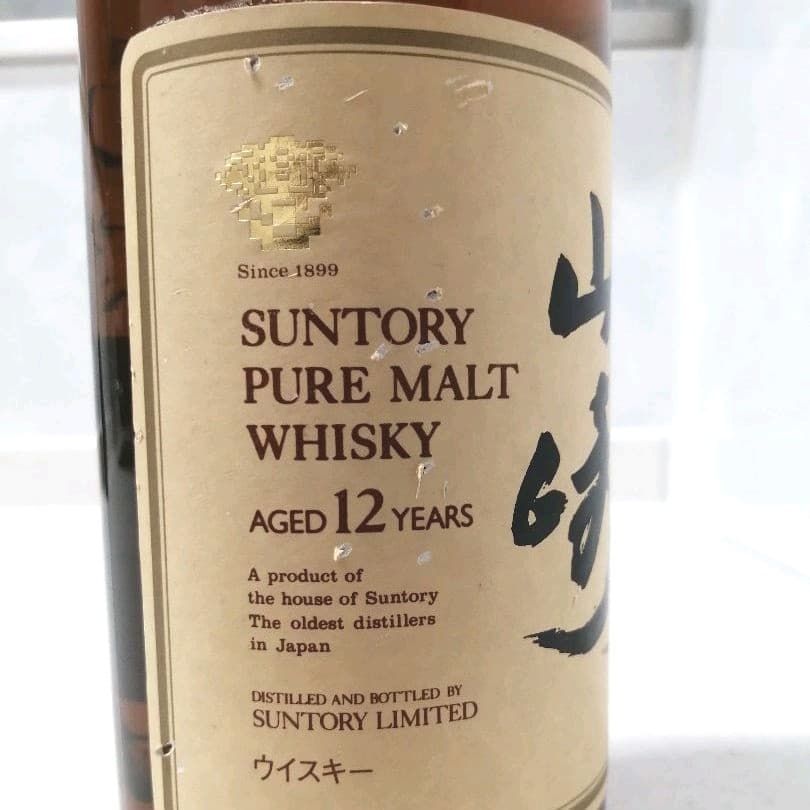 Since 1899
SUNTORY
PURE MALT
WHISKY
AGED 12 YEARS
A product of
the house of Suntory
The oldest distillers
in Japan
DISTILLED AND BOTTLED BY
SUNTORY LIMITED
ウイスキー
山崎